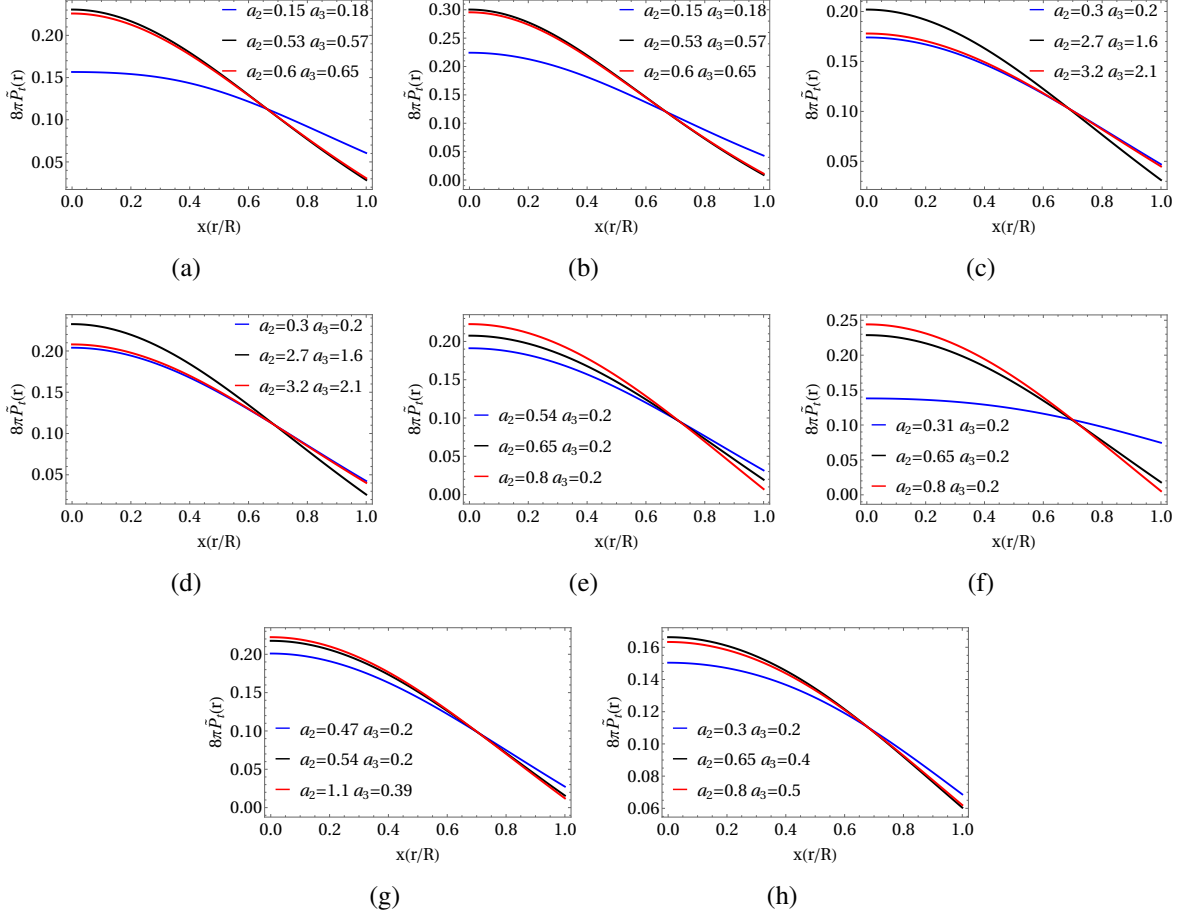 8πP̃ₜ(r)
0.20
0.15
0.10
0.05
a₂=0.15 a₃=0.18
a₂=0.53 a₃=0.57
a₂=0.6 a₃=0.65
0.0 0.2 0.4 0.6 0.8 1.0
x(r/R)
(a)
8πP̃ₜ(r)
0.30
0.25
0.20
0.15
0.10
0.05
0.00
a₂=0.15 a₃=0.18
a₂=0.53 a₃=0.57
a₂=0.6 a₃=0.65
0.0 0.2 0.4 0.6 0.8 1.0
x(r/R)
(b)
8πP̃ₜ(r)
0.20
0.15
0.10
0.05
a₂=0.3 a₃=0.2
a₂=2.7 a₃=1.6
a₂=3.2 a₃=2.1
0.0 0.2 0.4 0.6 0.8 1.0
x(r/R)
(c)
8πP̃ₜ(r)
0.20
0.15
0.10
0.05
a₂=0.3 a₃=0.2
a₂=2.7 a₃=1.6
a₂=3.2 a₃=2.1
0.0 0.2 0.4 0.6 0.8 1.0
x(r/R)
(d)
8πP̃ₜ(r)
0.20
0.15
0.10
0.05
0.00
a₂=0.54 a₃=0.2
a₂=0.65 a₃=0.2
a₂=0.8 a₃=0.2
0.0 0.2 0.4 0.6 0.8 1.0
x(r/R)
(e)
8πP̃ₜ(r)
0.25
0.20
0.15
0.10
0.05
0.00
a₂=0.31 a₃=0.2
a₂=0.65 a₃=0.2
a₂=0.8 a₃=0.2
0.0 0.2 0.4 0.6 0.8 1.0
x(r/R)
(f)
8πP̃ₜ(r)
0.20
0.15
0.10
0.05
0.00
a₂=0.47 a₃=0.2
a₂=0.54 a₃=0.2
a₂=1.1 a₃=0.39
0.0 0.2 0.4 0.6 0.8 1.0
x(r/R)
(g)
8πP̃ₜ(r)
0.16
0.14
0.12
0.10
0.08
0.06
a₂=0.3 a₃=0.2
a₂=0.65 a₃=0.4
a₂=0.8 a₃=0.5
0.0 0.2 0.4 0.6 0.8 1.0
x(r/R)
(h)